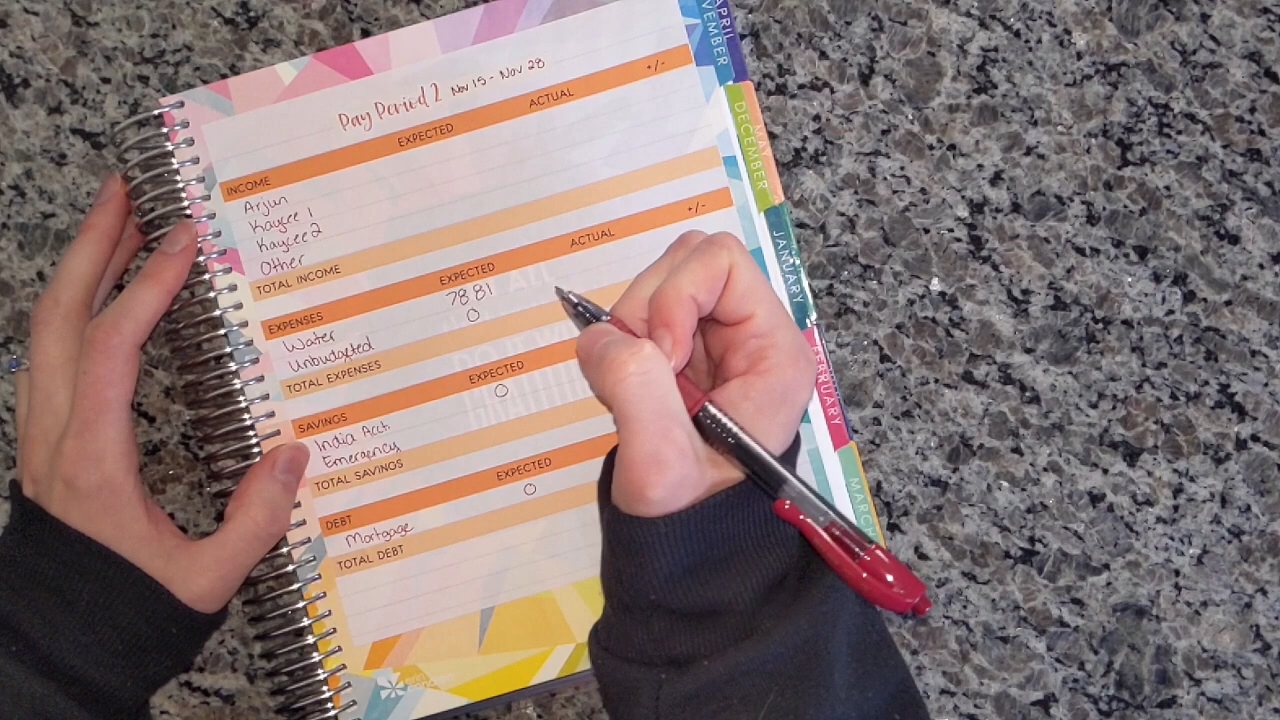 Pay Period 2 Nov 15 - Nov 28
EXPECTED ACTUAL +/-
INCOME
Arjun
Kaycee 1
Kaycee 2
Other
TOTAL INCOME
EXPENSES EXPECTED ACTUAL +/-
Water 7881
Unbudgeted 0
TOTAL EXPENSES
SAVINGS EXPECTED
India Acct. 0
Emergency
TOTAL SAVINGS
DEBT EXPECTED
Mortgage 0
TOTAL DEBT
APRIL
NOVEMBER
MAY
DECEMBER
JANUARY
FEBRUARY
MARCH